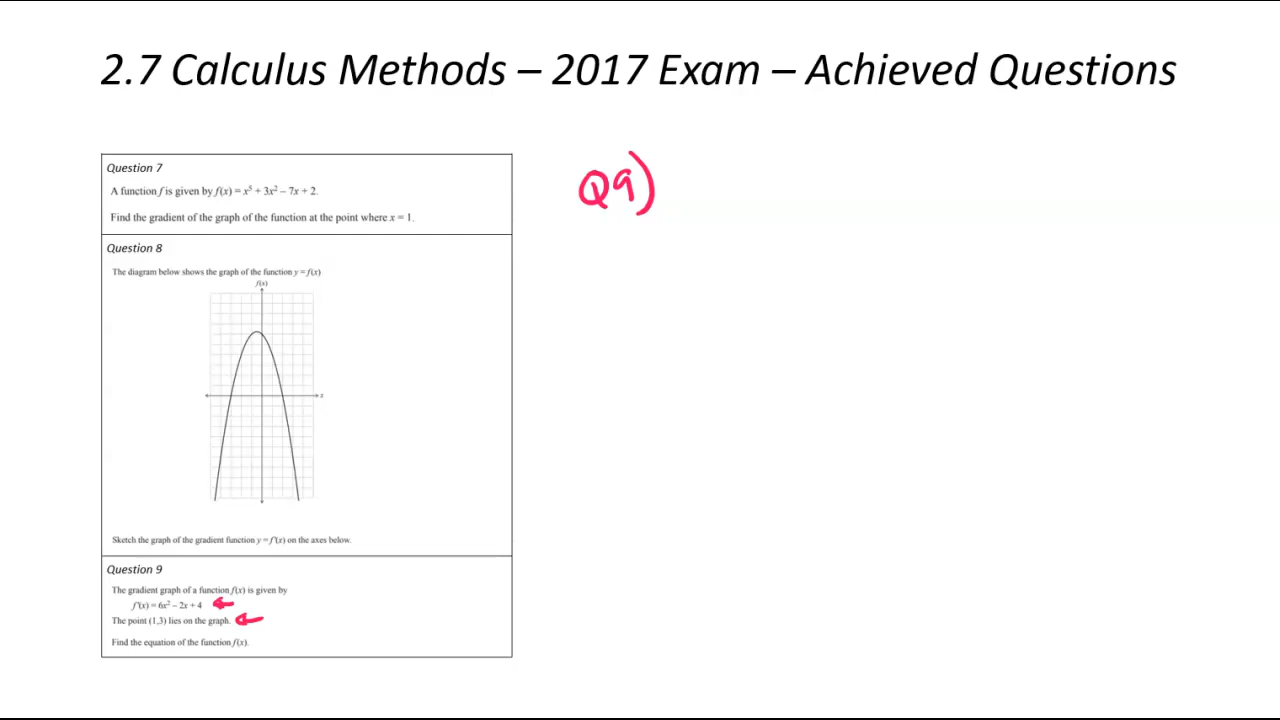 2.7 Calculus Methods – 2017 Exam – Achieved Questions
Question 7
A function f is given by f(x) = x⁵ + 3x² – 7x + 2.
Find the gradient of the graph of the function at the point where x = 1.
Question 8
The diagram below shows the graph of the function y = f(x)
f(x)
x
Sketch the graph of the gradient function y = f'(x) on the axes below.
Question 9
The gradient graph of a function f(x) is given by
f'(x) = 6x² – 2x + 4
The point (1,3) lies on the graph.
Find the equation of the function f(x).
Q9)